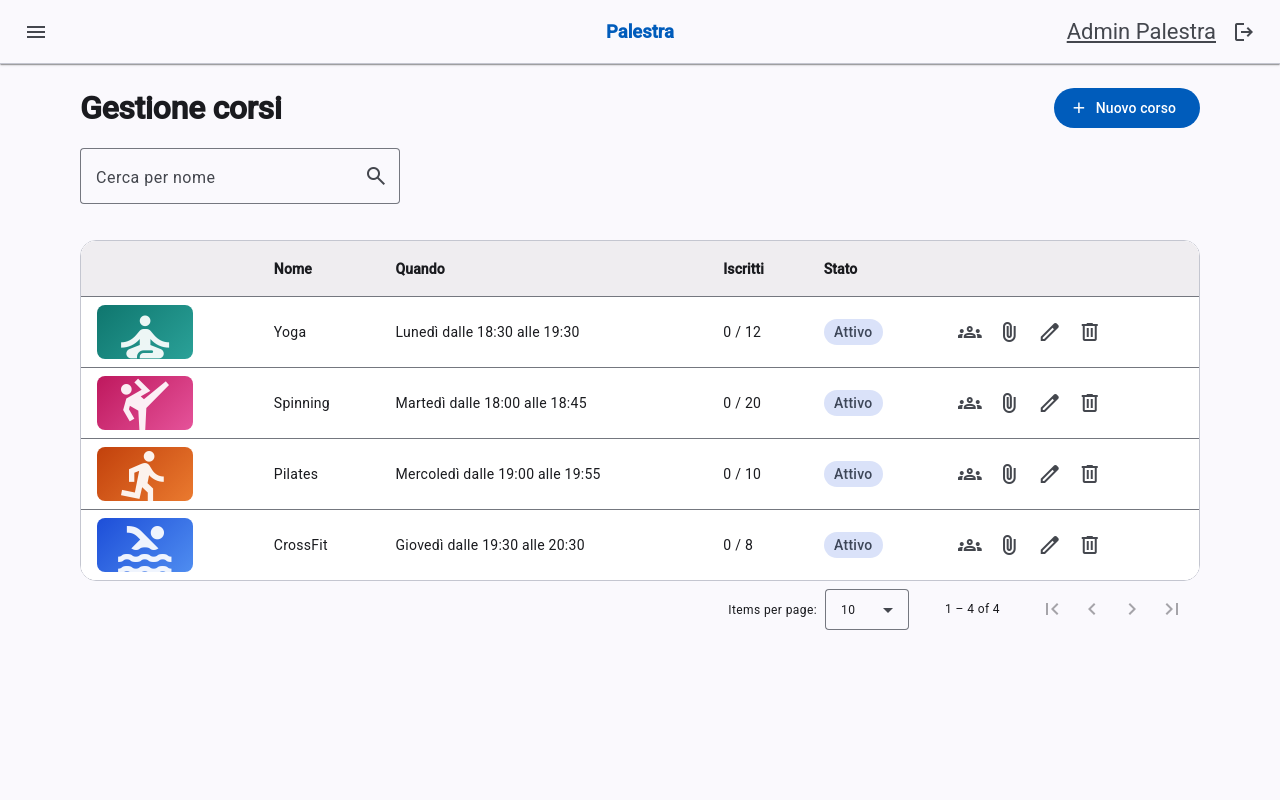 Palestra
Admin Palestra
Gestione corsi
Nuovo corso
Cerca per nome
Nome Quando Iscritti Stato
Yoga Lunedì dalle 18:30 alle 19:30 0 / 12 Attivo
Spinning Martedì dalle 18:00 alle 18:45 0 / 20 Attivo
Pilates Mercoledì dalle 19:00 alle 19:55 0 / 10 Attivo
CrossFit Giovedì dalle 19:30 alle 20:30 0 / 8 Attivo
Items per page: 10 1 – 4 of 4